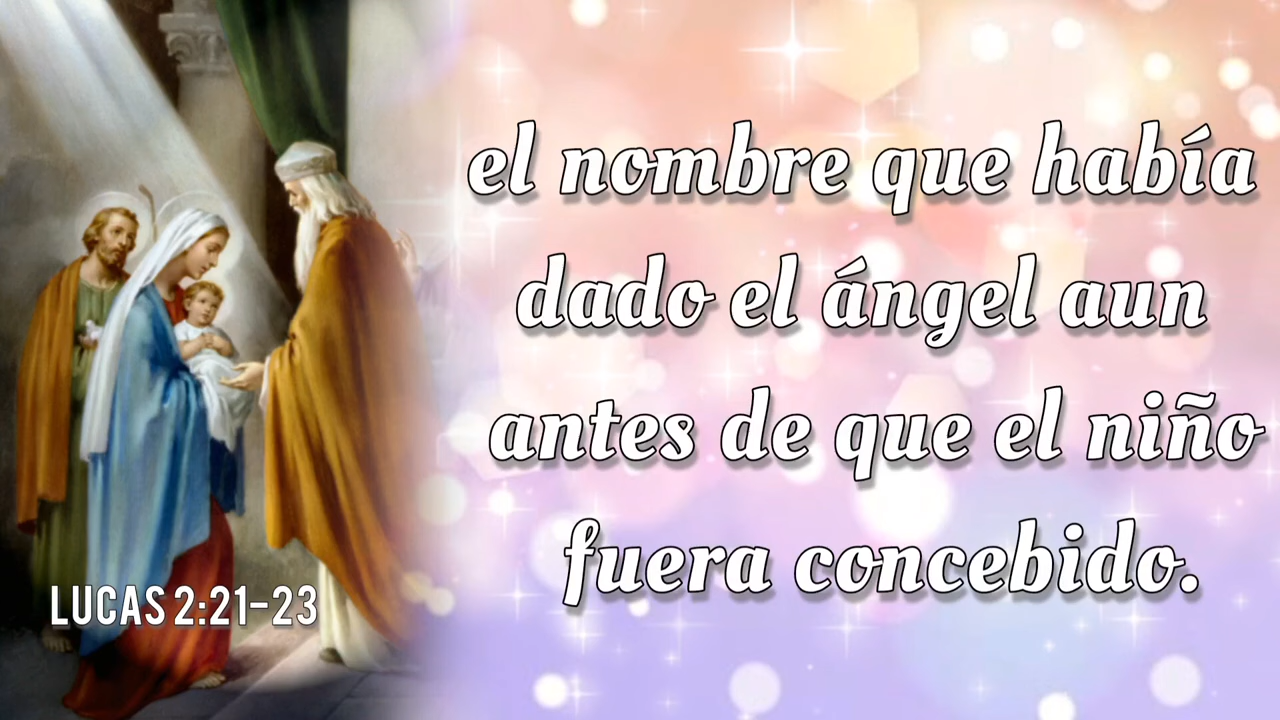 el nombre que había
dado el ángel aun
antes de que el niño
fuera concebido.
LUCAS 2:21-23